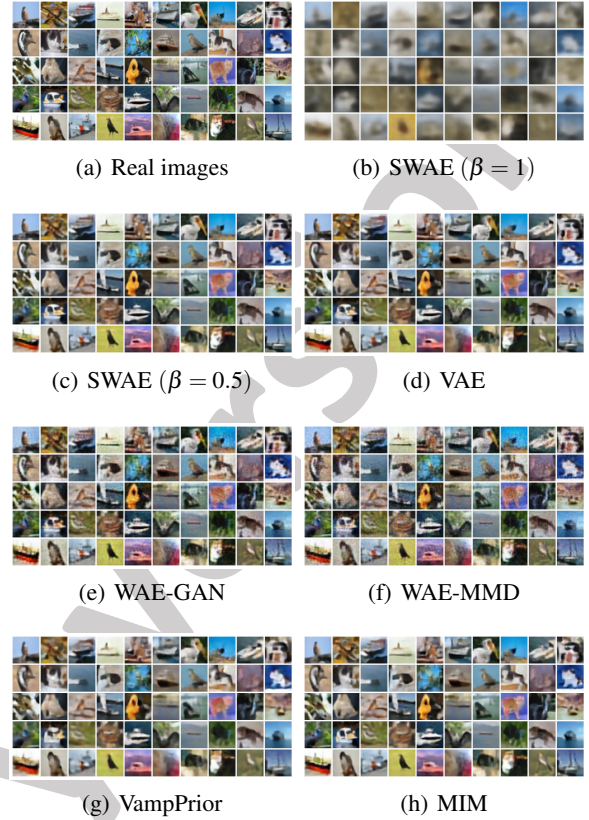 (a) Real images
(b) SWAE (β = 1)
(c) SWAE (β = 0.5)
(d) VAE
(e) WAE-GAN
(f) WAE-MMD
(g) VampPrior
(h) MIM